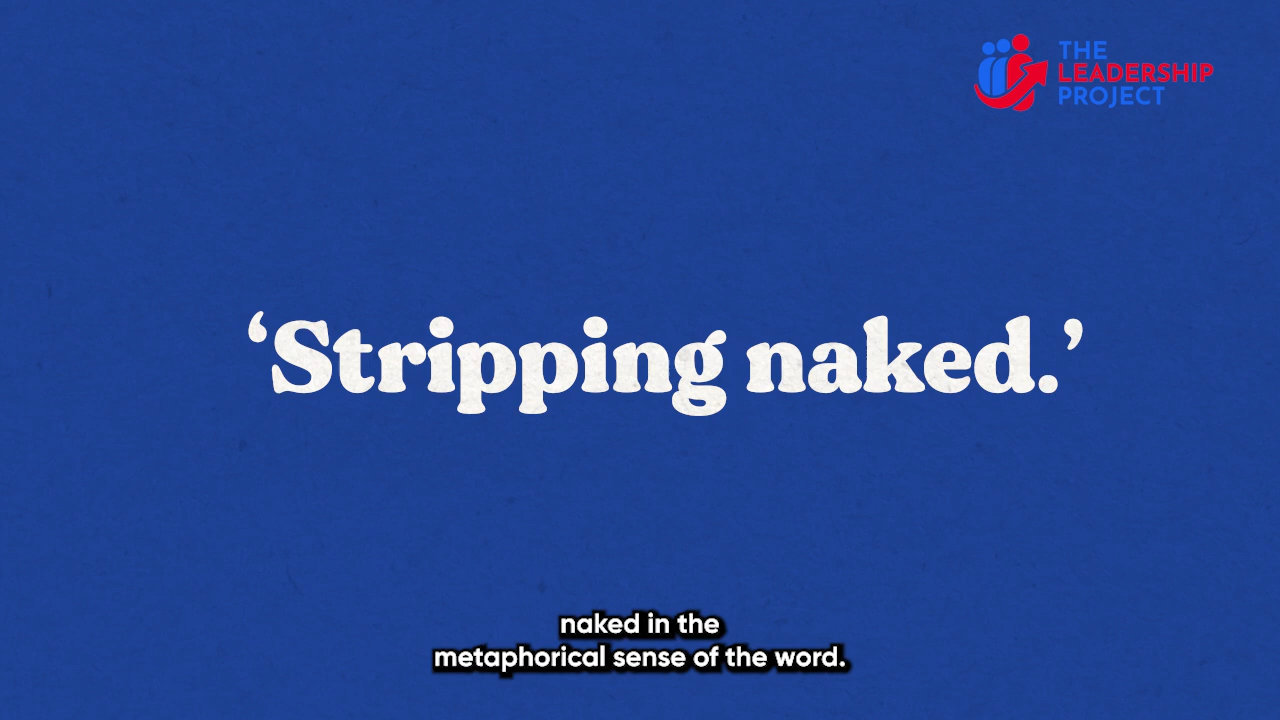 THE
LEADERSHIP
PROJECT
‘Stripping naked.’
naked in the
metaphorical sense of the word.